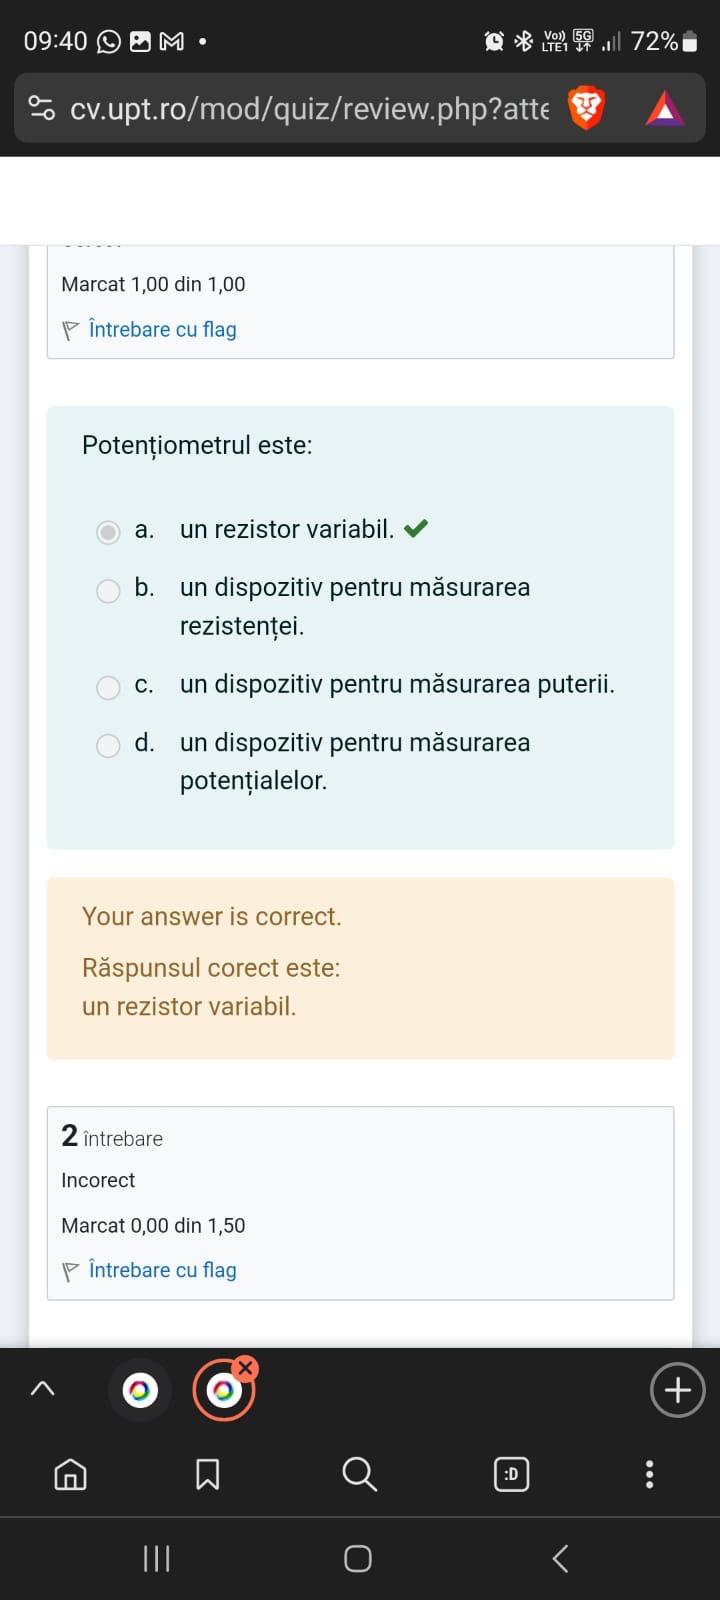 09:40
Vo)) LTE1 5G 72%
cv.upt.ro/mod/quiz/review.php?atte
Marcat 1,00 din 1,00
Întrebare cu flag
Potențiometrul este:
a. un rezistor variabil.
b. un dispozitiv pentru măsurarea
rezistenței.
c. un dispozitiv pentru măsurarea puterii.
d. un dispozitiv pentru măsurarea
potențialelor.
Your answer is correct.
Răspunsul corect este:
un rezistor variabil.
2 întrebare
Incorect
Marcat 0,00 din 1,50
Întrebare cu flag
:D